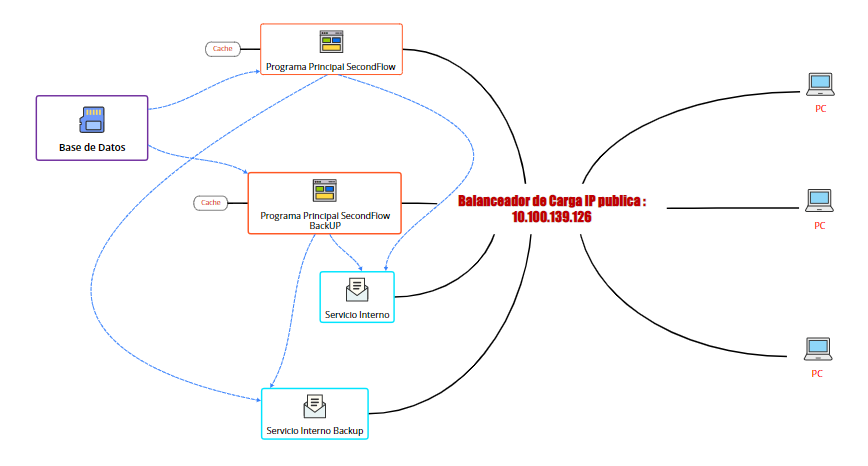 Cache
Programa Principal SecondFlow
Base de Datos
PC
Cache
Programa Principal SecondFlow
BackUP
Balanceador de Carga IP publica :
10.100.139.126
PC
Servicio Interno
PC
Servicio Interno Backup